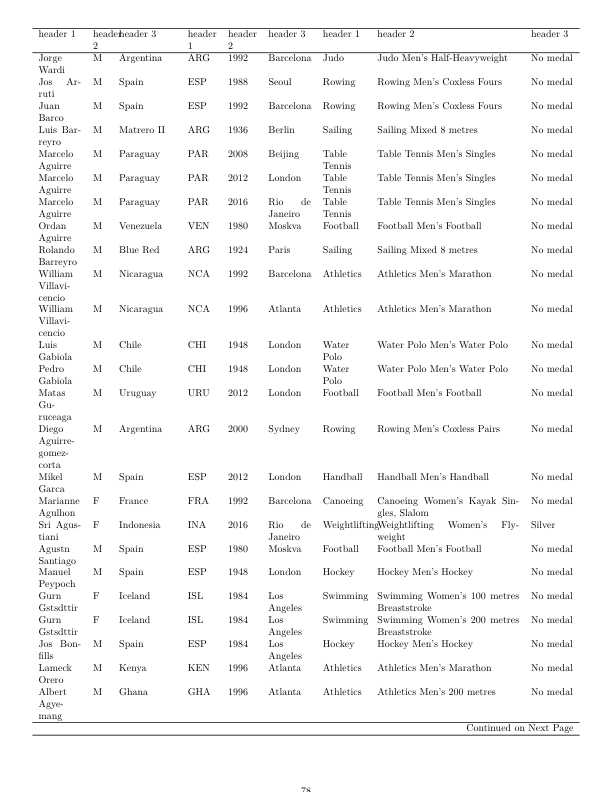 header 1 header 2 header 3 header 1 header 2 header 3 header 1 header 2 header 3
Jorge Wardi M Argentina ARG 1992 Barcelona Judo Judo Men's Half-Heavyweight No medal
Jos Arruti M Spain ESP 1988 Seoul Rowing Rowing Men's Coxless Fours No medal
Juan Barco M Spain ESP 1992 Barcelona Rowing Rowing Men's Coxless Fours No medal
Luis Barreyro M Matrero II ARG 1936 Berlin Sailing Sailing Mixed 8 metres No medal
Marcelo Aguirre M Paraguay PAR 2008 Beijing Table Tennis Table Tennis Men's Singles No medal
Marcelo Aguirre M Paraguay PAR 2012 London Table Tennis Table Tennis Men's Singles No medal
Marcelo Aguirre M Paraguay PAR 2016 Rio de Janeiro Table Tennis Table Tennis Men's Singles No medal
Ordan Aguirre M Venezuela VEN 1980 Moskva Football Football Men's Football No medal
Rolando Barreyro M Blue Red ARG 1924 Paris Sailing Sailing Mixed 8 metres No medal
William Villavicencio M Nicaragua NCA 1992 Barcelona Athletics Athletics Men's Marathon No medal
William Villavicencio M Nicaragua NCA 1996 Atlanta Athletics Athletics Men's Marathon No medal
Luis Gabiola M Chile CHI 1948 London Water Polo Water Polo Men's Water Polo No medal
Pedro Gabiola M Chile CHI 1948 London Water Polo Water Polo Men's Water Polo No medal
Matas Guruceaga M Uruguay URU 2012 London Football Football Men's Football No medal
Diego Aguirregomezcorta M Argentina ARG 2000 Sydney Rowing Rowing Men's Coxless Pairs No medal
Mikel Garca M Spain ESP 2012 London Handball Handball Men's Handball No medal
Marianne Agulhon F France FRA 1992 Barcelona Canoeing Canoeing Women's Kayak Singles, Slalom No medal
Sri Agustiani F Indonesia INA 2016 Rio de Janeiro Weightlifting Weightlifting Women's Flyweight Silver
Agustn Santiago M Spain ESP 1980 Moskva Football Football Men's Football No medal
Manuel Peypoch M Spain ESP 1948 London Hockey Hockey Men's Hockey No medal
Gurn Gstsdttir F Iceland ISL 1984 Los Angeles Swimming Swimming Women's 100 metres Breaststroke No medal
Gurn Gstsdttir F Iceland ISL 1984 Los Angeles Swimming Swimming Women's 200 metres Breaststroke No medal
Jos Bonfills M Spain ESP 1984 Los Angeles Hockey Hockey Men's Hockey No medal
Lameck Orero M Kenya KEN 1996 Atlanta Athletics Athletics Men's Marathon No medal
Albert Agyemang M Ghana GHA 1996 Atlanta Athletics Athletics Men's 200 metres No medal
Continued on Next Page
78